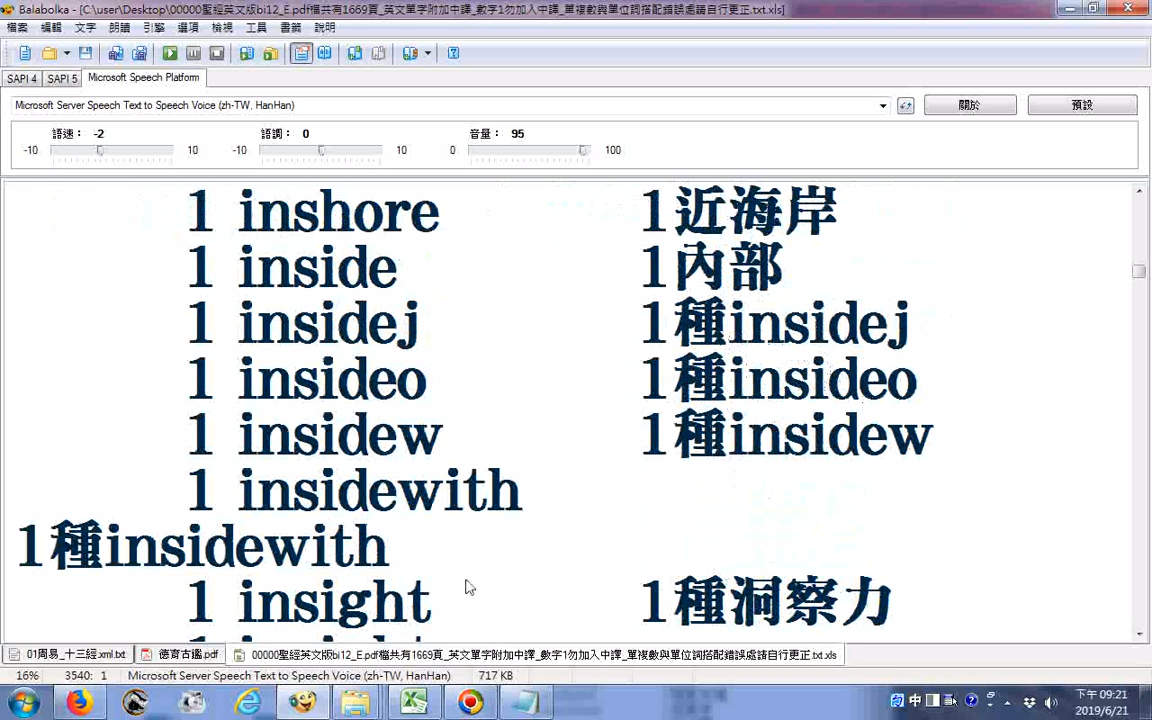 Balabolka - [C:\user\Desktop\00000聖經英文版bi12_E.pdf檔共有1669頁_英文單字附加中譯_數字1勿加入中譯_單複數與單位詞搭配錯誤處請自行更正.txt.xls]
檔案 編輯 文字 朗讀 引擎 選項 檢視 工具 書籤 說明
SAPI 4 SAPI 5 Microsoft Speech Platform
Microsoft Server Speech Text to Speech Voice (zh-TW, HanHan) 關於 預設
語速： -2 語調： 0 音量： 95
-10 10 -10 10 0 100
1 inshore 1近海岸
1 inside 1內部
1 insidej 1種insidej
1 insideo 1種insideo
1 insidew 1種insidew
1 insidewith
1種insidewith
1 insight 1種洞察力
01周易_十三經.xml.txt 德育古鑑.pdf 00000聖經英文版bi12_E.pdf檔共有1669頁_英文單字附加中譯_數字1勿加入中譯_單複數與單位詞搭配錯誤處請自行更正.txt.xls
16% 3540: 1 Microsoft Server Speech Text to Speech Voice (zh-TW, HanHan) 717 KB
中 下午 09:21
2019/6/21